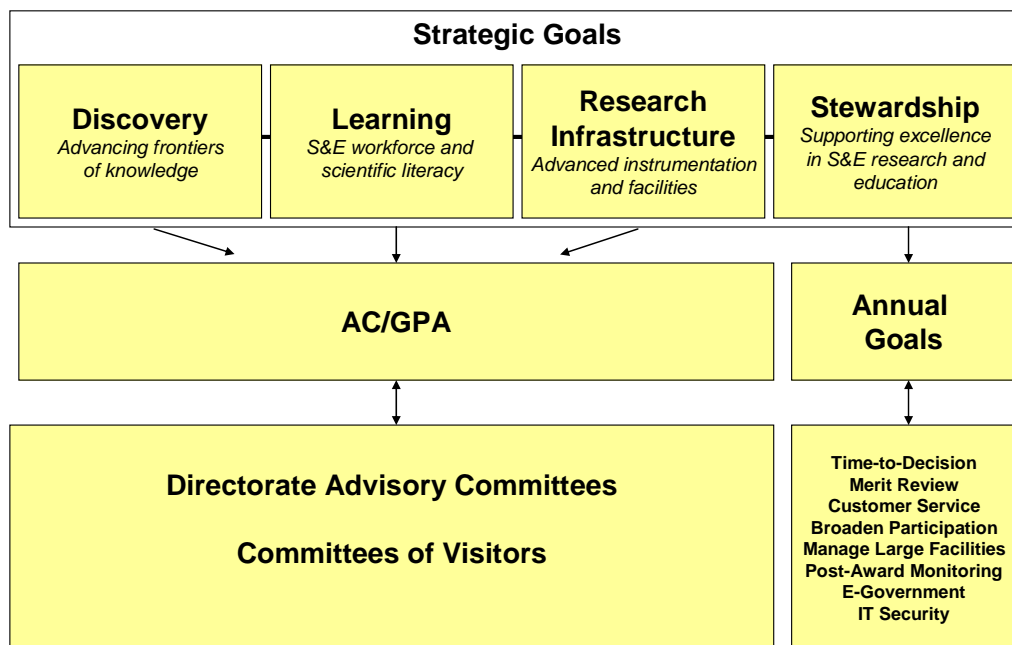 Strategic Goals
Discovery
Advancing frontiers
of knowledge
Learning
S&E workforce and
scientific literacy
Research
Infrastructure
Advanced instrumentation
and facilities
Stewardship
Supporting excellence
in S&E research and
education
AC/GPA
Annual
Goals
Directorate Advisory Committees
Committees of Visitors
Time-to-Decision
Merit Review
Customer Service
Broaden Participation
Manage Large Facilities
Post-Award Monitoring
E-Government
IT Security